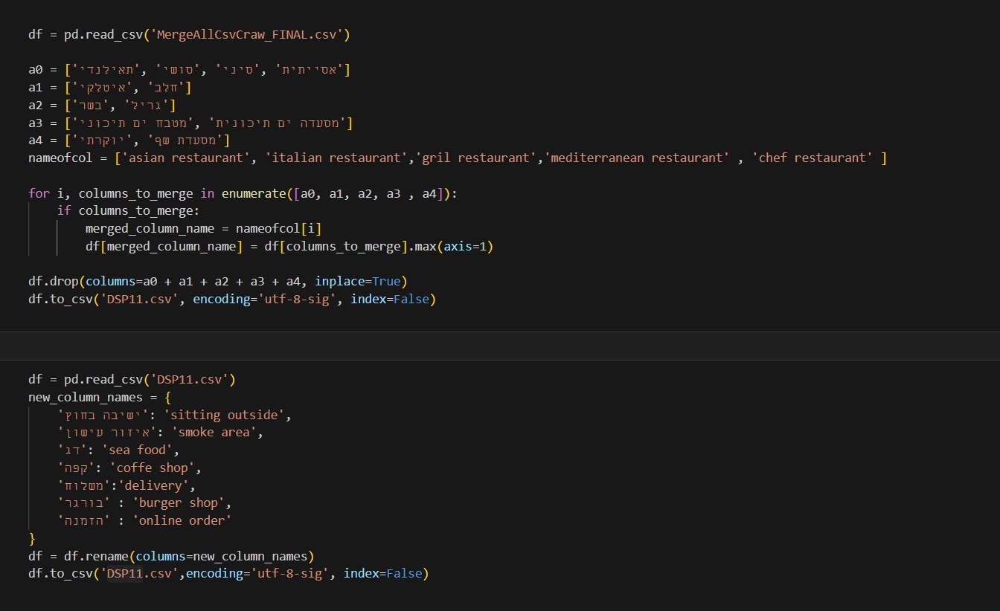 df = pd.read_csv('MergeAllCsvCraw_FINAL.csv')
a0 = ['תאילנדי', 'סושי', 'סיני', 'אסייתית']
a1 = ['איטלקי', 'חלב']
a2 = ['בשר', 'גריל']
a3 = ['מטבח ים תיכוני', 'מסעדה ים תיכונית']
a4 = ['יוקרתי', 'מסעדת שף']
nameofcol = ['asian restaurant', 'italian restaurant','gril restaurant','mediterranean restaurant' , 'chef restaurant' ]
for i, columns_to_merge in enumerate([a0, a1, a2, a3 , a4]):
if columns_to_merge:
merged_column_name = nameofcol[i]
df[merged_column_name] = df[columns_to_merge].max(axis=1)
df.drop(columns=a0 + a1 + a2 + a3 + a4, inplace=True)
df.to_csv('DSP11.csv', encoding='utf-8-sig', index=False)
df = pd.read_csv('DSP11.csv')
new_column_names = {
'ישיבה בחוץ': 'sitting outside',
'איזור עישון': 'smoke area',
'דג': 'sea food',
'קפה': 'coffe shop',
'משלוח':'delivery',
'בורגר' : 'burger shop',
'הזמנה' : 'online order'
}
df = df.rename(columns=new_column_names)
df.to_csv('DSP11.csv',encoding='utf-8-sig', index=False)